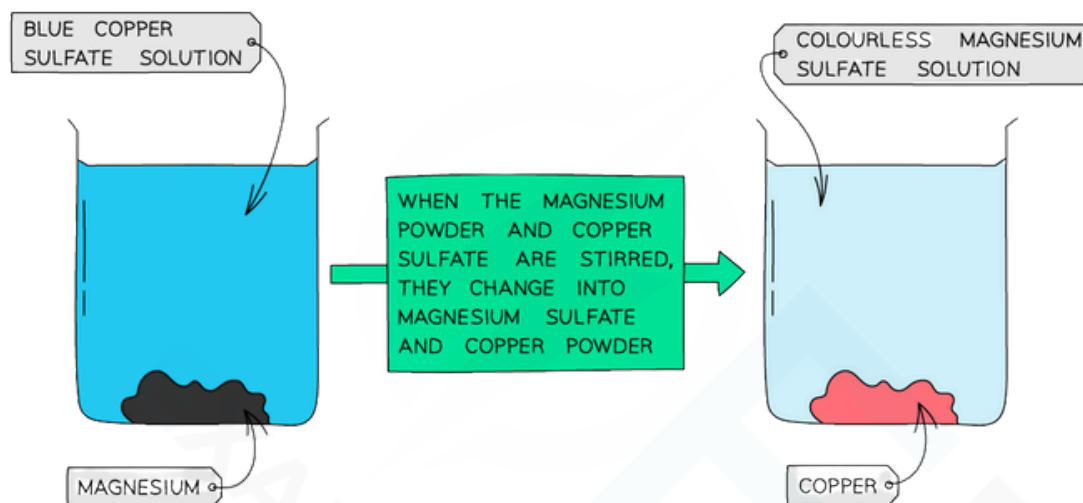 BLUE COPPER
SULFATE SOLUTION
COLOURLESS MAGNESIUM
SULFATE SOLUTION
WHEN THE MAGNESIUM
POWDER AND COPPER
SULFATE ARE STIRRED,
THEY CHANGE INTO
MAGNESIUM SULFATE
AND COPPER POWDER
MAGNESIUM
COPPER